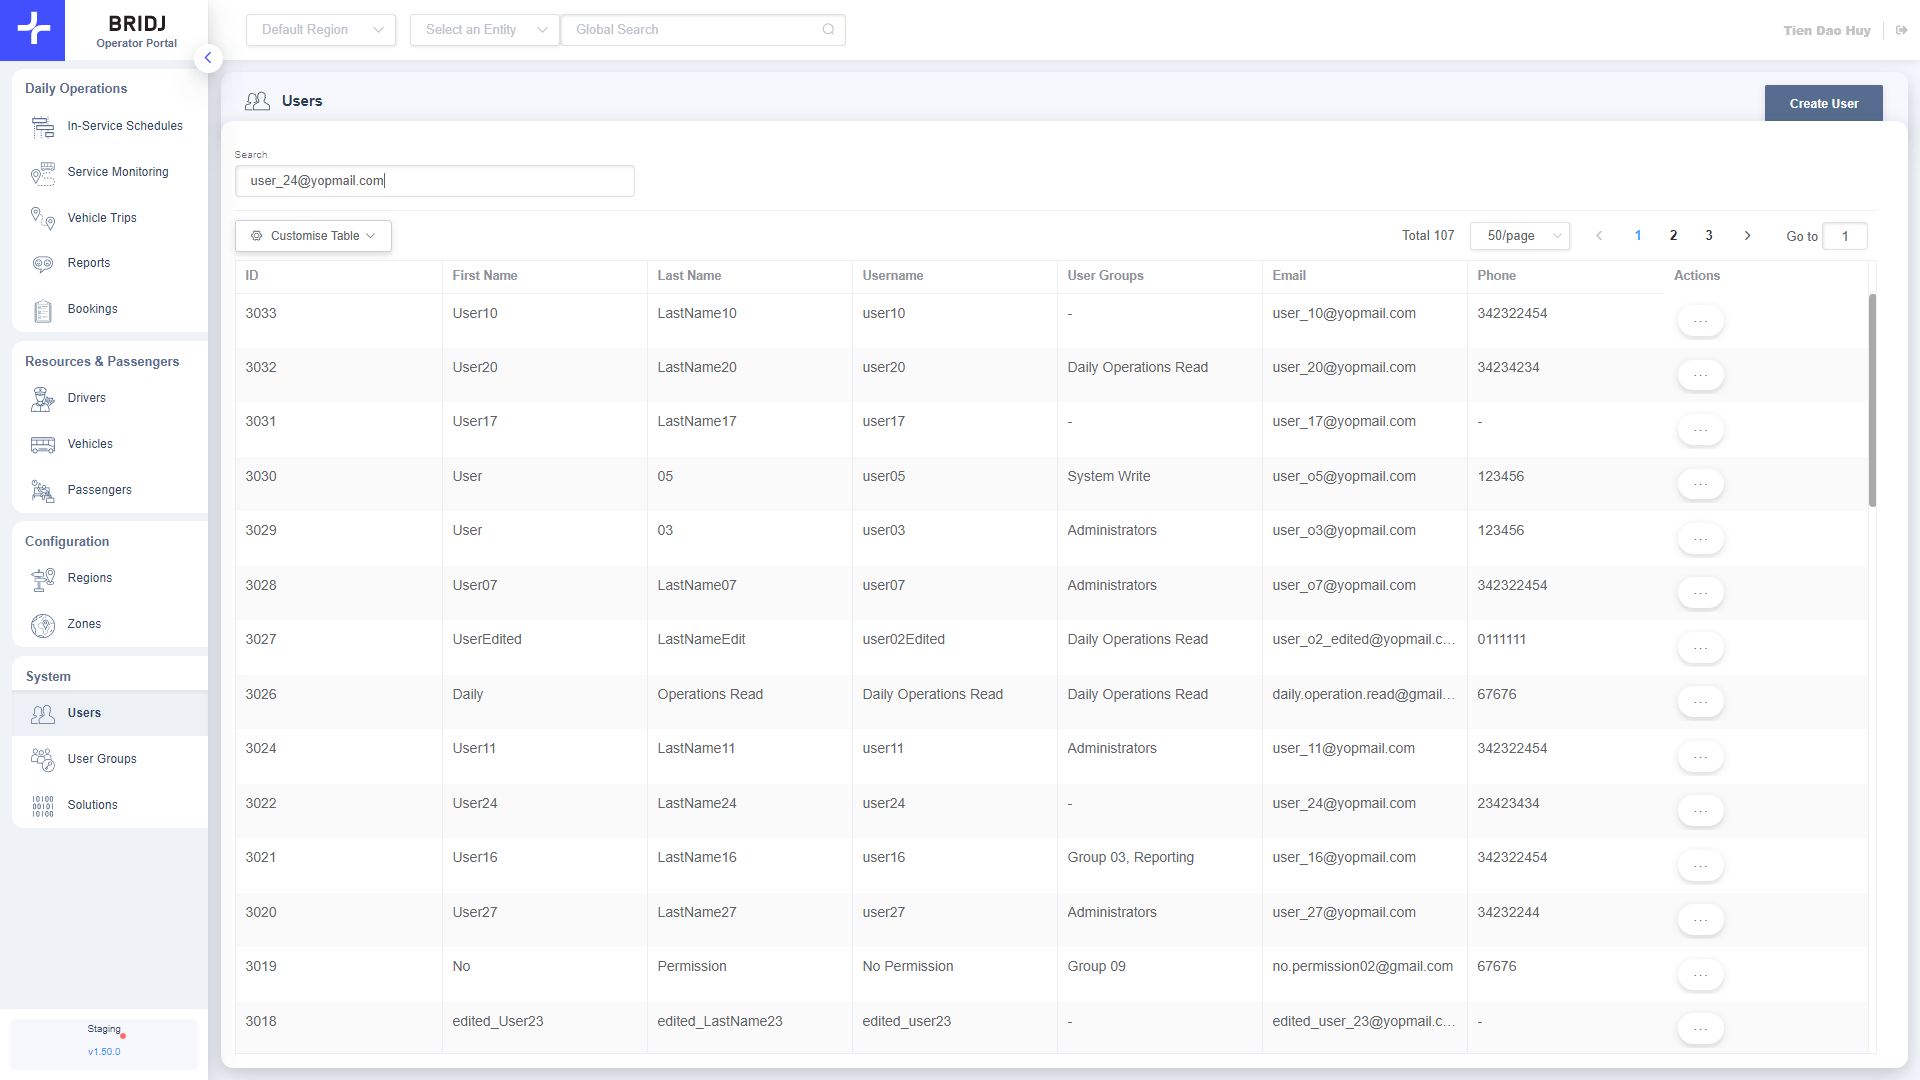 BRIDJ
Operator Portal
Default Region
Select an Entity
Global Search
Tien Dao Huy
Daily Operations
In-Service Schedules
Service Monitoring
Vehicle Trips
Reports
Bookings
Resources & Passengers
Drivers
Vehicles
Passengers
Configuration
Regions
Zones
System
Users
User Groups
Solutions
Staging
v1.50.0
Users
Create User
Search
user_24@yopmail.com
Customise Table
Total 107 50/page 1 2 3 Go to 1
ID First Name Last Name Username User Groups Email Phone Actions
3033 User10 LastName10 user10 - user_10@yopmail.com 342322454 ...
3032 User20 LastName20 user20 Daily Operations Read user_20@yopmail.com 34234234 ...
3031 User17 LastName17 user17 - user_17@yopmail.com - ...
3030 User 05 user05 System Write user_o5@yopmail.com 123456 ...
3029 User 03 user03 Administrators user_o3@yopmail.com 123456 ...
3028 User07 LastName07 user07 Administrators user_o7@yopmail.com 342322454 ...
3027 UserEdited LastNameEdit user02Edited Daily Operations Read user_o2_edited@yopmail.c... 0111111 ...
3026 Daily Operations Read Daily Operations Read Daily Operations Read daily.operation.read@gmail... 67676 ...
3024 User11 LastName11 user11 Administrators user_11@yopmail.com 342322454 ...
3022 User24 LastName24 user24 - user_24@yopmail.com 23423434 ...
3021 User16 LastName16 user16 Group 03, Reporting user_16@yopmail.com 342322454 ...
3020 User27 LastName27 user27 Administrators user_27@yopmail.com 34232244 ...
3019 No Permission No Permission Group 09 no.permission02@gmail.com 67676 ...
3018 edited_User23 edited_LastName23 edited_user23 - edited_user_23@yopmail.c... - ...